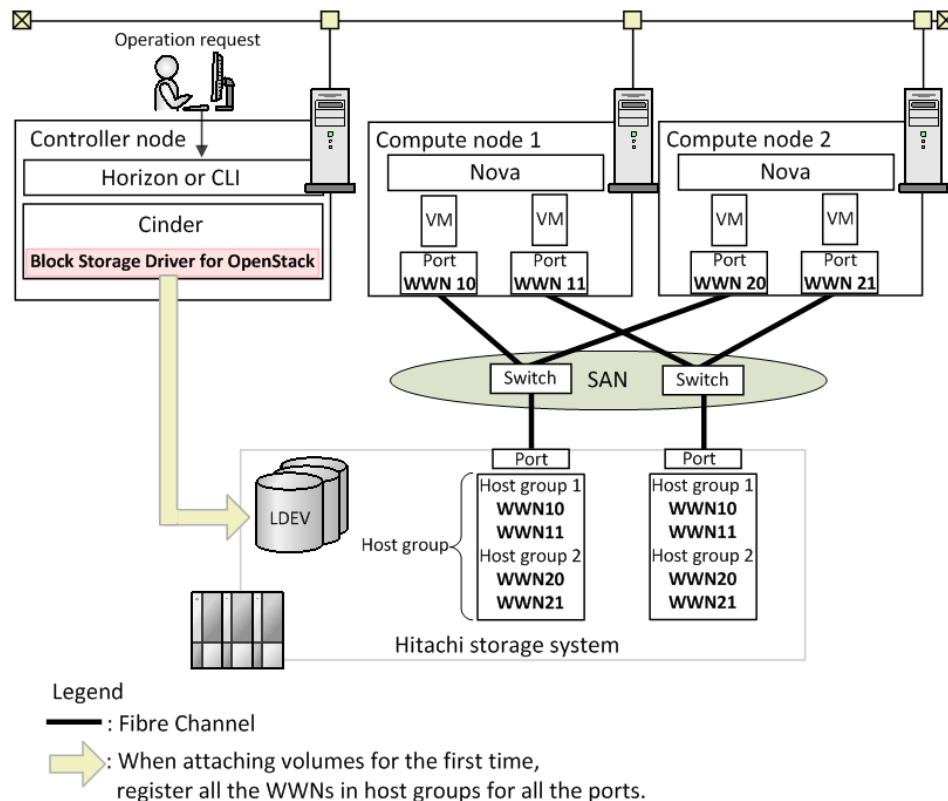 Operation request
Controller node
Horizon or CLI
Cinder
Block Storage Driver for OpenStack
Compute node 1
Nova
VM
VM
Port
WWN 10
Port
WWN 11
Compute node 2
Nova
VM
VM
Port
WWN 20
Port
WWN 21
Switch
SAN
Switch
Port
Port
LDEV
Host group
Host group 1
WWN10
WWN11
Host group 2
WWN20
WWN21
Host group 1
WWN10
WWN11
Host group 2
WWN20
WWN21
Hitachi storage system
Legend
: Fibre Channel
: When attaching volumes for the first time,
register all the WWNs in host groups for all the ports.